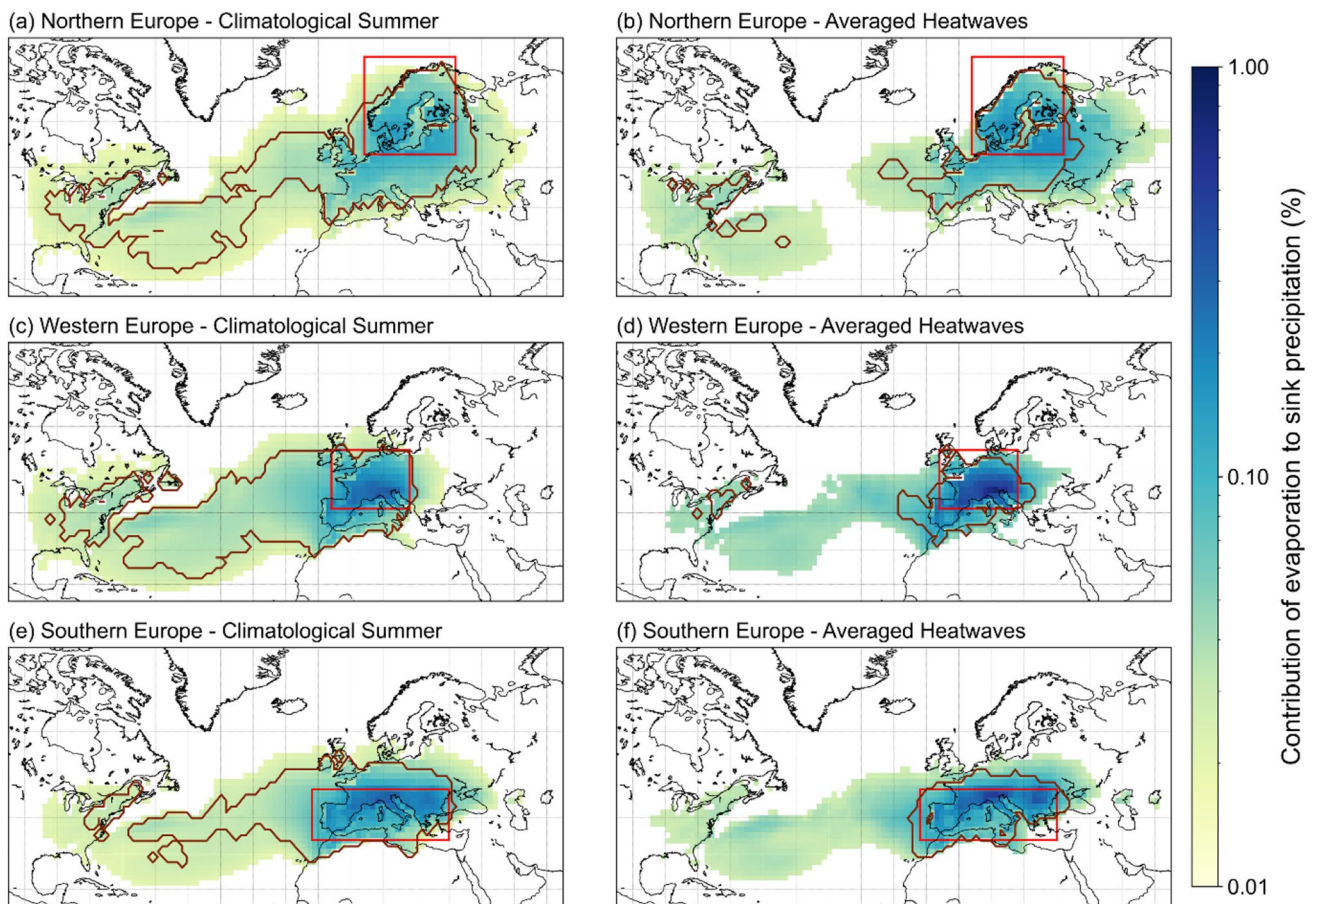 (a) Northern Europe - Climatological Summer
(b) Northern Europe - Averaged Heatwaves
(c) Western Europe - Climatological Summer
(d) Western Europe - Averaged Heatwaves
(e) Southern Europe - Climatological Summer
(f) Southern Europe - Averaged Heatwaves
1.00
0.10
0.01
Contribution of evaporation to sink precipitation (%)